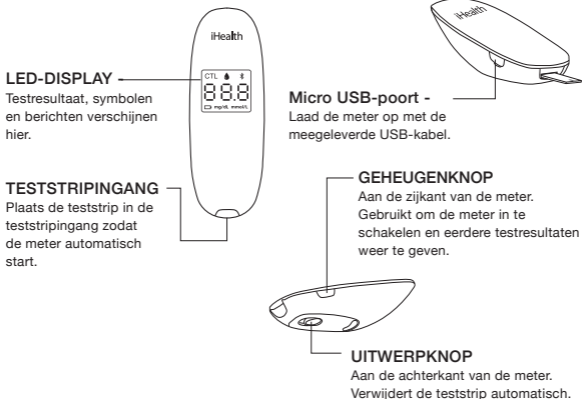 iHealth
CTL
88.8
mg/dL mmol/L
iHealth
LED-DISPLAY -
Testresultaat, symbolen
en berichten verschijnen
hier.
Micro USB-poort -
Laad de meter op met de
meegeleverde USB-kabel.
TESTSTRIPINGANG
Plaats de teststrip in de
teststripingang zodat
de meter automatisch
start.
GEHEUGENKNOP
Aan de zijkant van de meter.
Gebruikt om de meter in te
schakelen en eerdere testresultaten
weer te geven.
UITWERPKNOP
Aan de achterkant van de meter.
Verwijdert de teststrip automatisch.